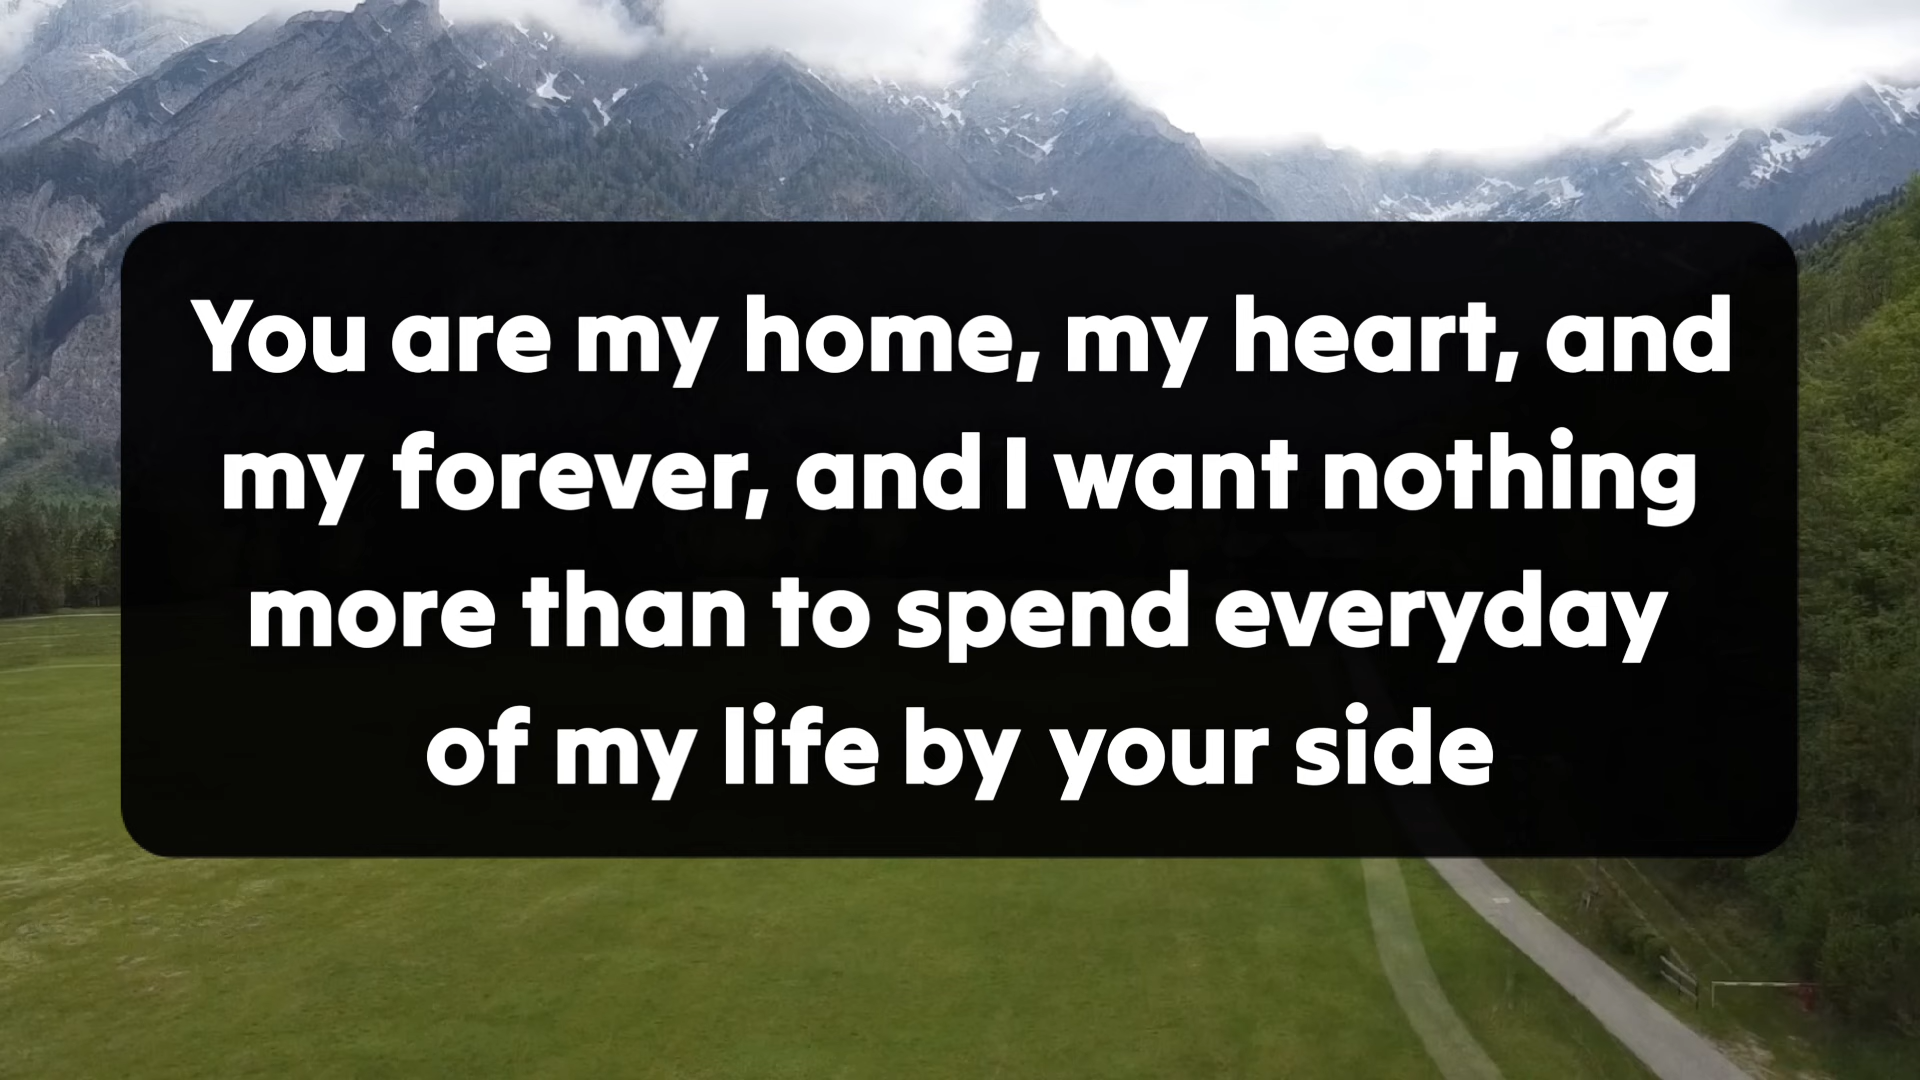 You are my home, my heart, and
my forever, and I want nothing
more than to spend everyday
of my life by your side